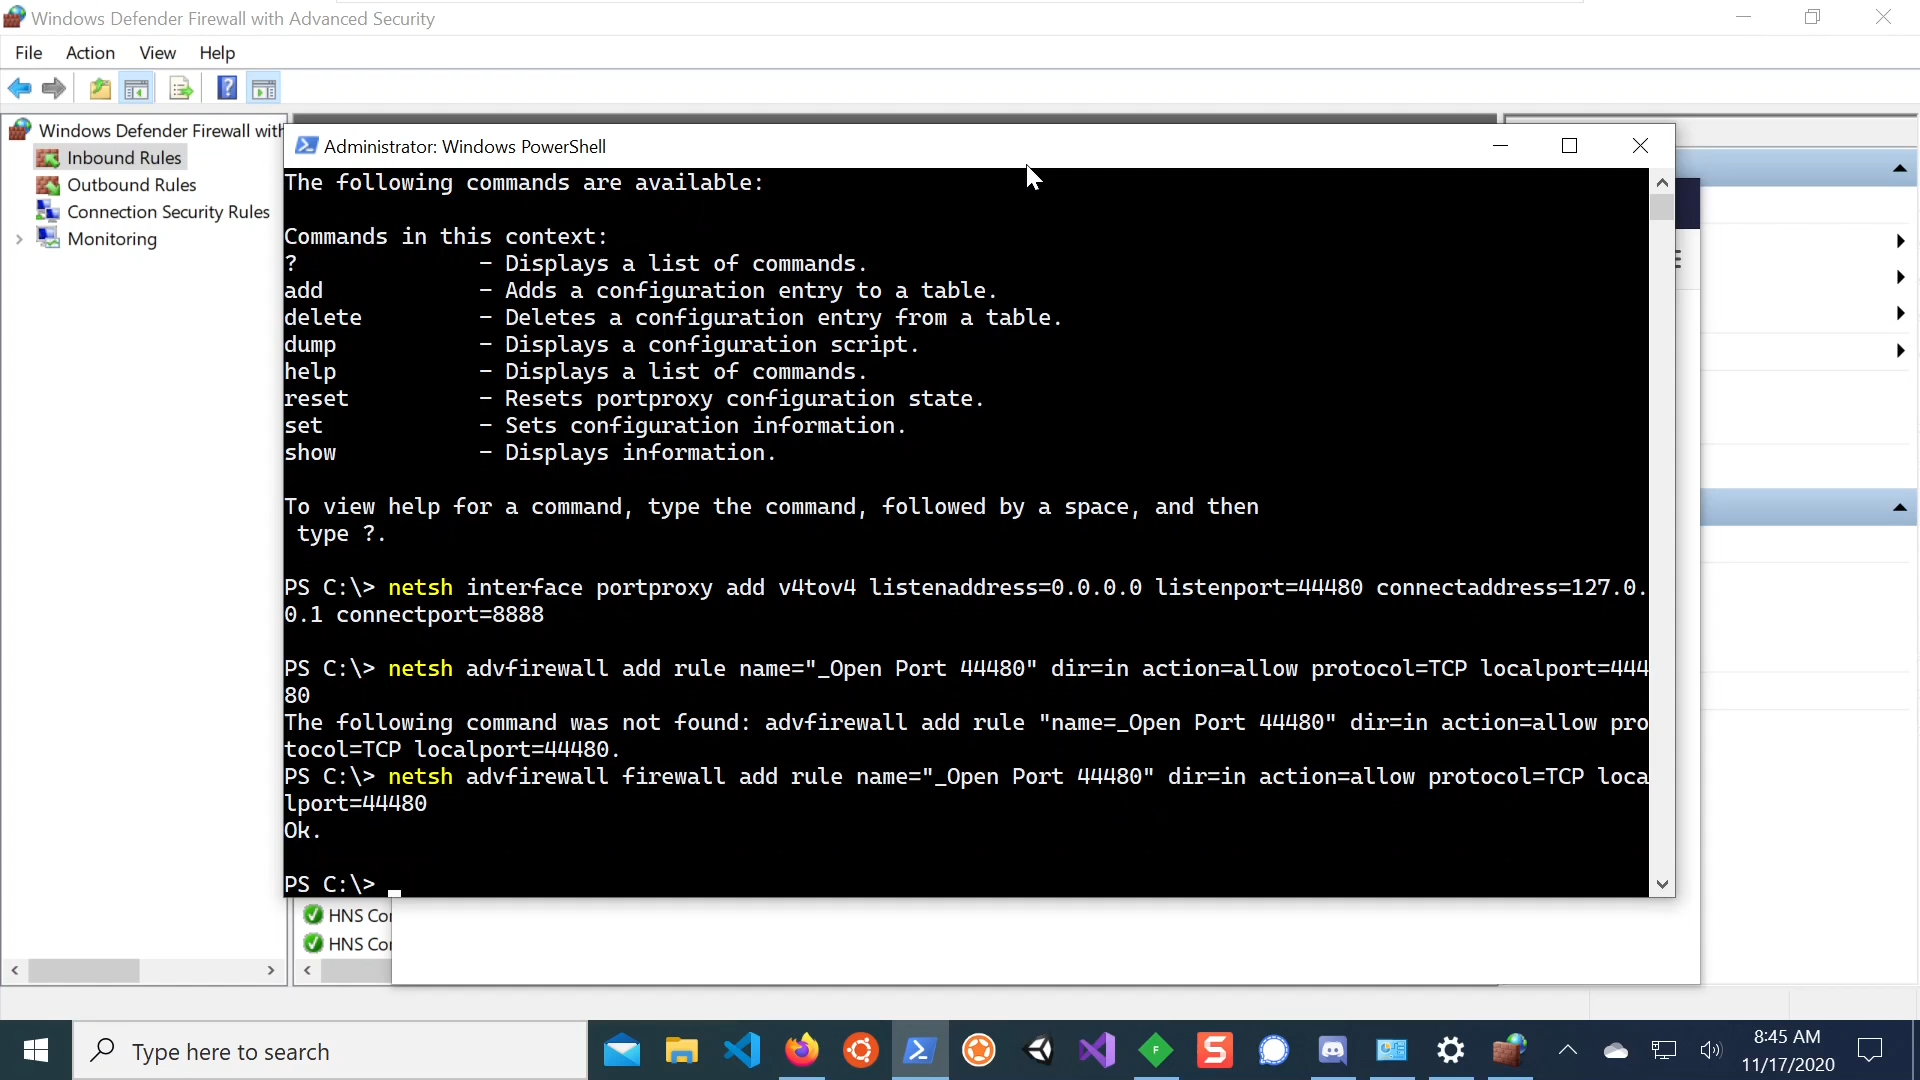 Windows Defender Firewall with Advanced Security
File Action View Help
Windows Defender Firewall with
Inbound Rules
Outbound Rules
Connection Security Rules
Monitoring
Administrator: Windows PowerShell
The following commands are available:
Commands in this context:
? - Displays a list of commands.
add - Adds a configuration entry to a table.
delete - Deletes a configuration entry from a table.
dump - Displays a configuration script.
help - Displays a list of commands.
reset - Resets portproxy configuration state.
set - Sets configuration information.
show - Displays information.
To view help for a command, type the command, followed by a space, and then
type ?.
PS C:\> netsh interface portproxy add v4tov4 listenaddress=0.0.0.0 listenport=44480 connectaddress=127.0.
0.1 connectport=8888
PS C:\> netsh advfirewall add rule name="_Open Port 44480" dir=in action=allow protocol=TCP localport=444
80
The following command was not found: advfirewall add rule "name=_Open Port 44480" dir=in action=allow pro
tocol=TCP localport=44480.
PS C:\> netsh advfirewall firewall add rule name="_Open Port 44480" dir=in action=allow protocol=TCP loca
lport=44480
Ok.
PS C:\>
HNS Co
HNS Co
Type here to search
8:45 AM
11/17/2020